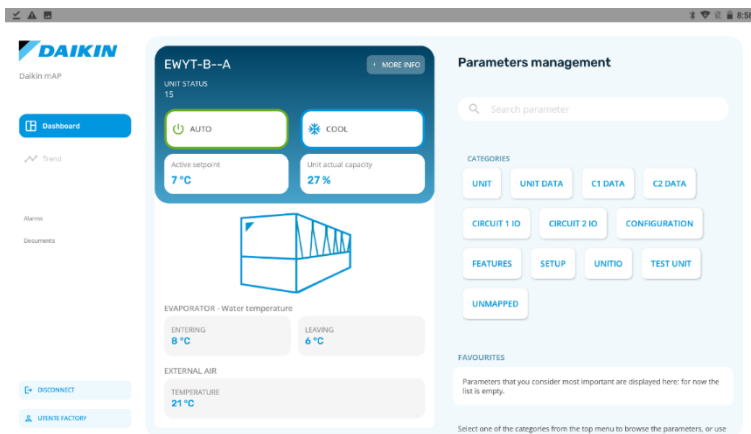 8:58
DAIKIN
Daikin mAP
Dashboard
Trend
Alarms
Documents
DISCONNECT
UTENTE FACTORY
EWYT-B--A
MORE INFO
UNIT STATUS
15
AUTO
COOL
Active setpoint
7 °C
Unit actual capacity
27 %
EVAPORATOR - Water temperature
ENTERING
8 °C
LEAVING
6 °C
EXTERNAL AIR
TEMPERATURE
21 °C
Parameters management
Search parameter
CATEGORIES
UNIT
UNIT DATA
C1 DATA
C2 DATA
CIRCUIT 1 IO
CIRCUIT 2 IO
CONFIGURATION
FEATURES
SETUP
UNITIO
TEST UNIT
UNMAPPED
FAVOURITES
Parameters that you consider most important are displayed here: for now the
list is empty.
Select one of the categories from the top menu to browse the parameters, or use